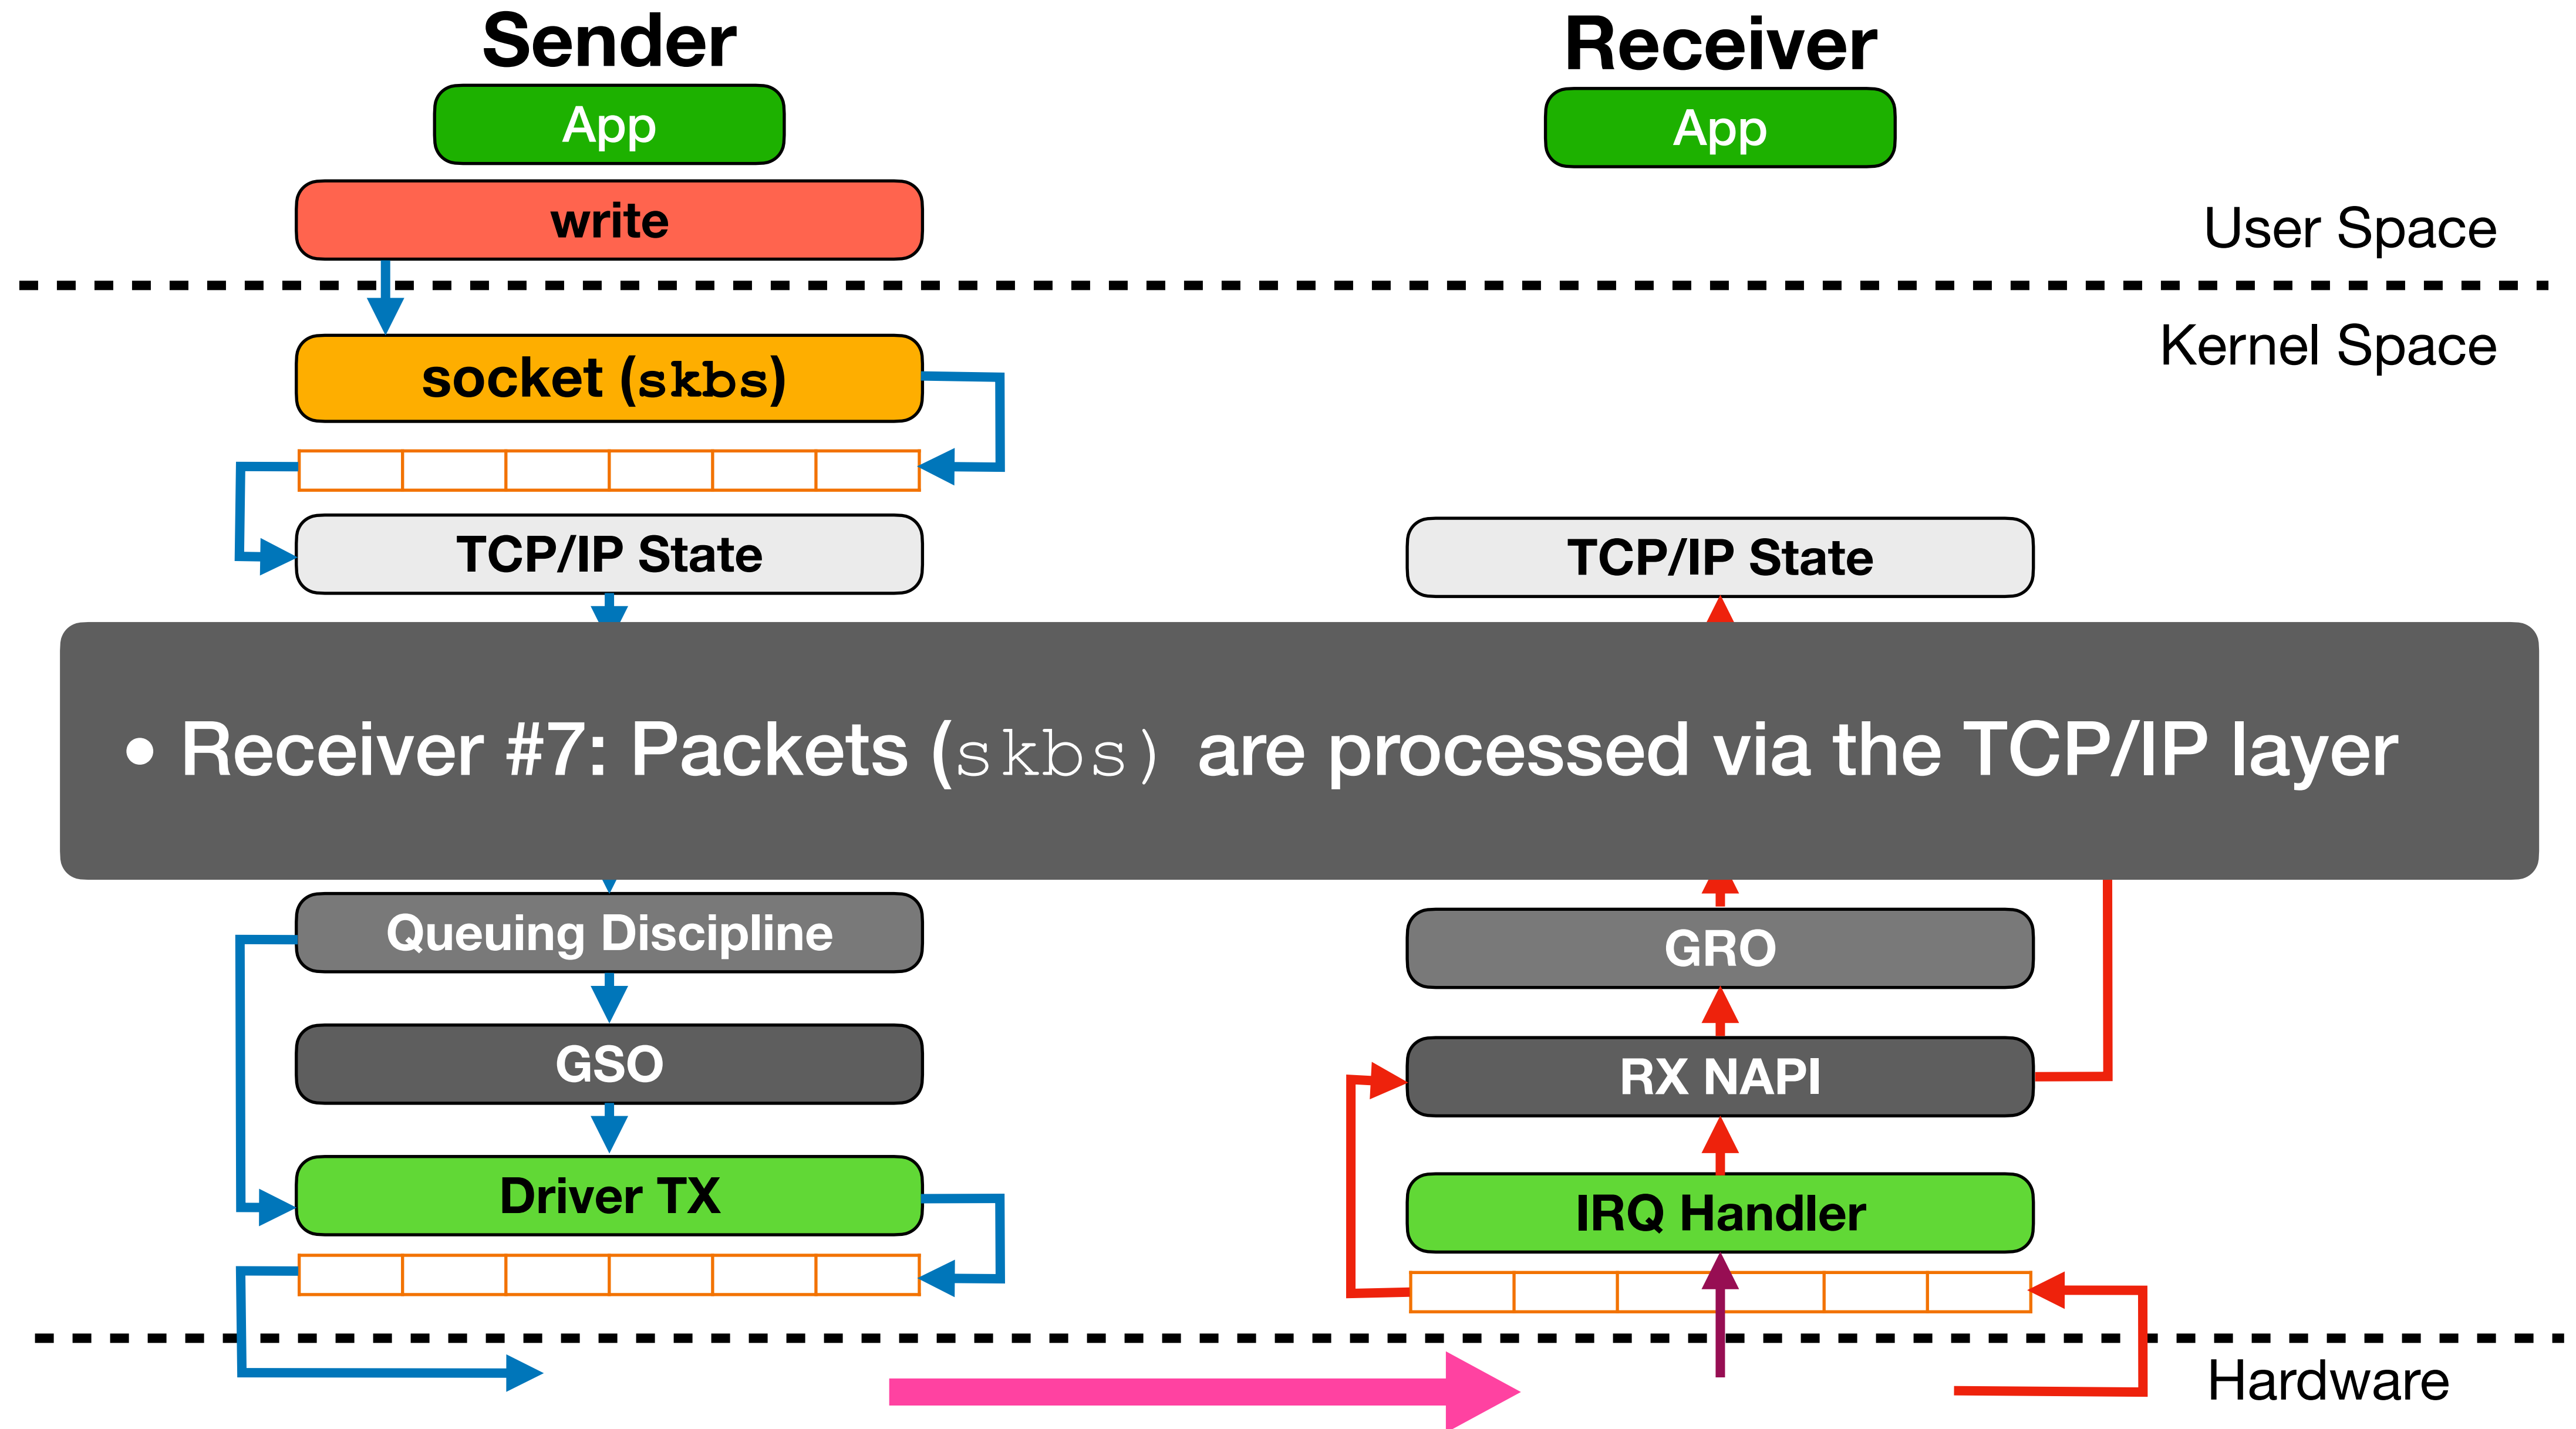 Sender
Receiver
App
App
write
User Space
Kernel Space
socket (skbs)
TCP/IP State
TCP/IP State
• Receiver #7: Packets (skbs) are processed via the TCP/IP layer
Queuing Discipline
GRO
GSO
RX NAPI
Driver TX
IRQ Handler
Hardware